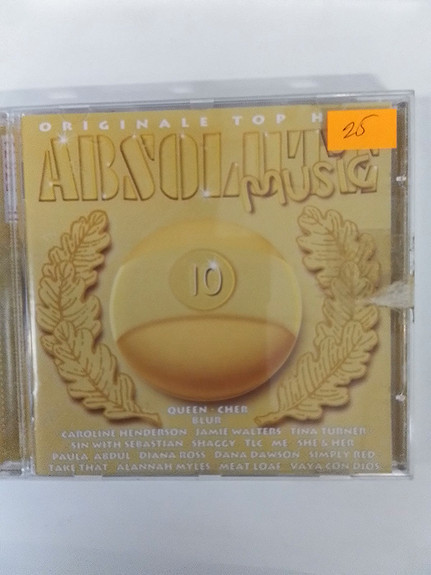 ORIGINALE TOP
25
ABSOLUTE
music
10
QUEEN · CHER
BLUR
CAROLINE HENDERSON JAMIE WALTERS TINA TURNER
SIN WITH SEBASTIAN SHAGGY TLC ME SHE & HER
PAULA ABDUL DIANA ROSS DANA DAWSON SIMPLY RED
TAKE THAT ALANNAH MYLES MEAT LOAF VAYA CON DIOS